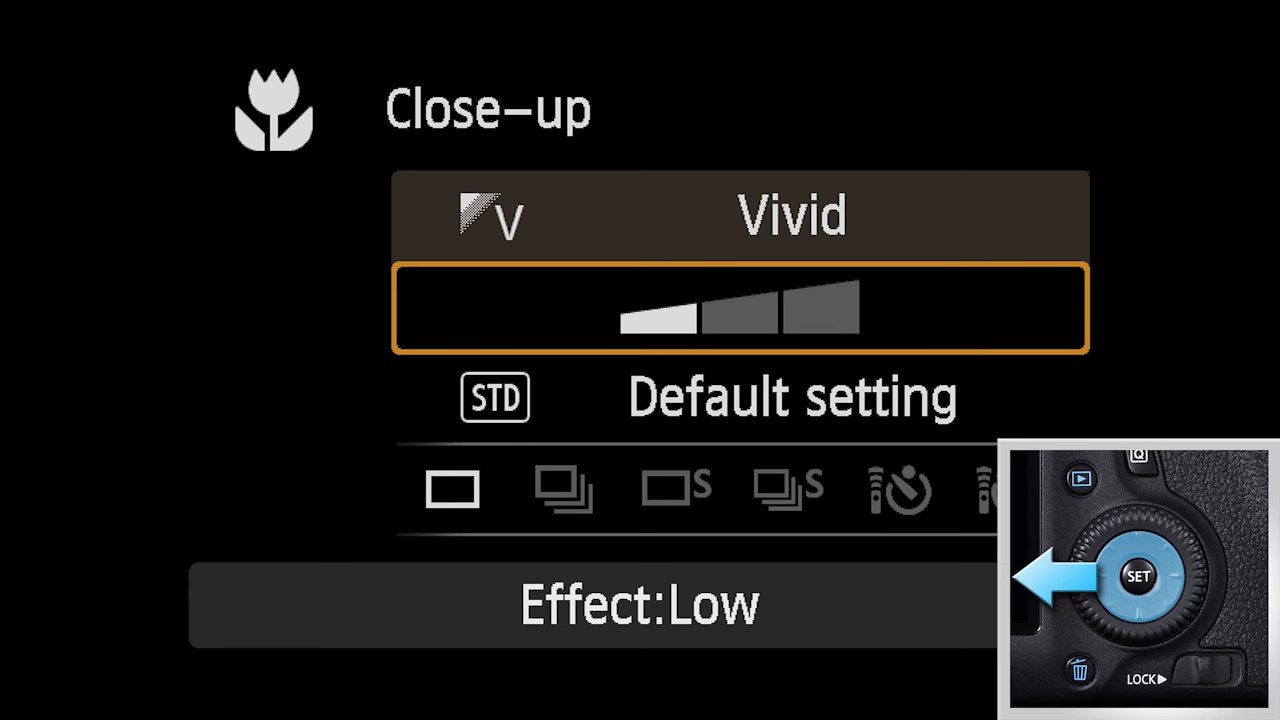 Close-up
V Vivid
STD Default setting
S S
Effect:Low
Q
SET
LOCK